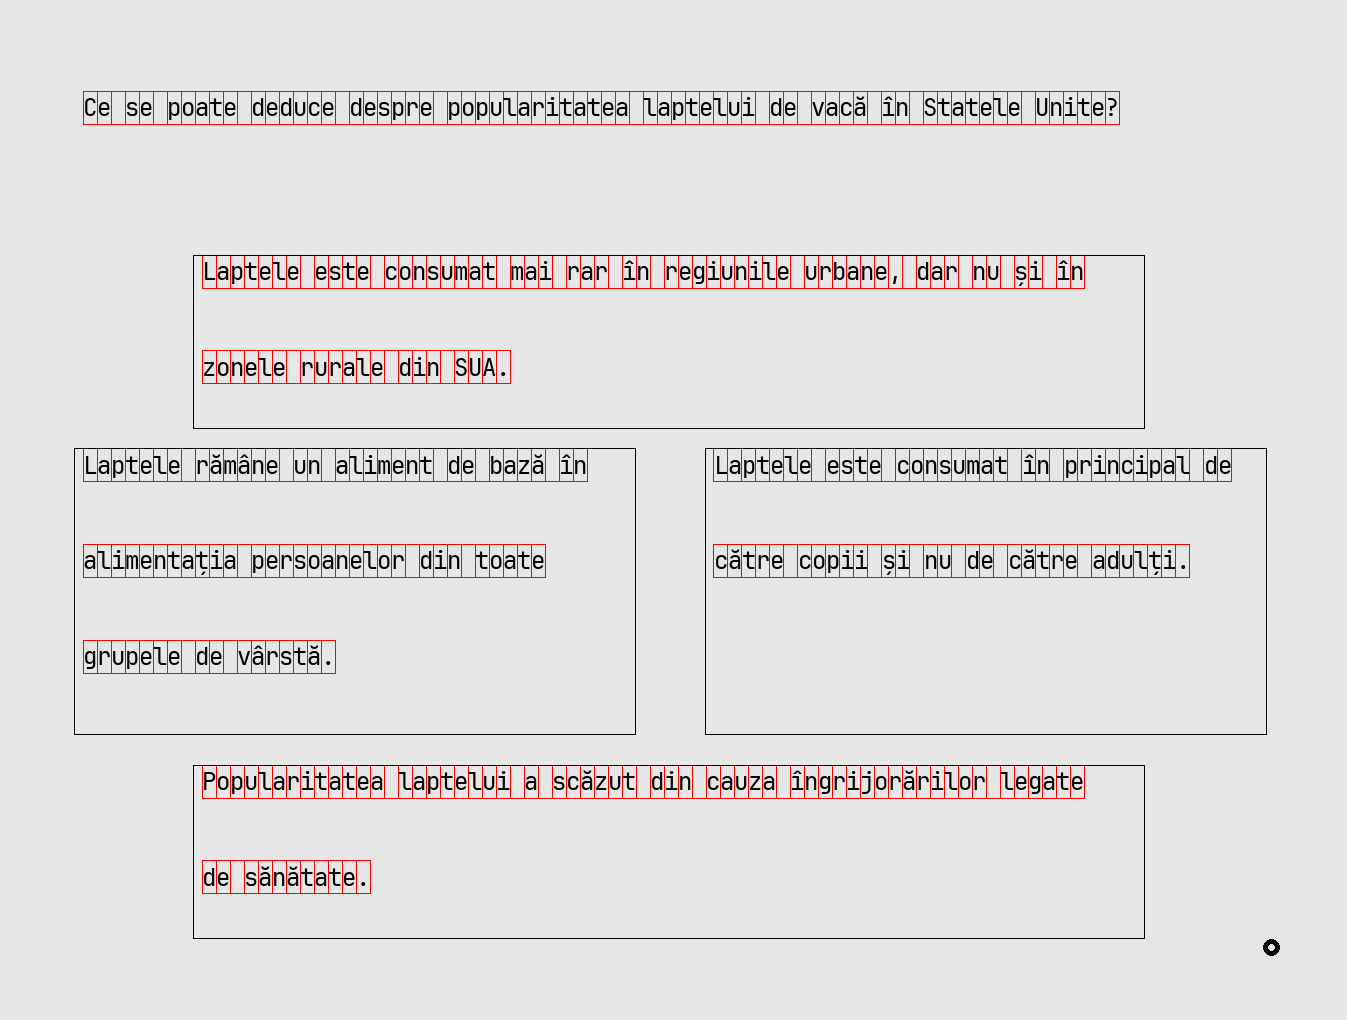 Ce se poate deduce despre popularitatea laptelui de vacă în Statele Unite?
Laptele este consumat mai rar în regiunile urbane, dar nu și în
zonele rurale din SUA.
Laptele rămâne un aliment de bază în
alimentația persoanelor din toate
grupele de vârstă.
Laptele este consumat în principal de
către copii și nu de către adulți.
Popularitatea laptelui a scăzut din cauza îngrijorărilor legate
de sănătate.